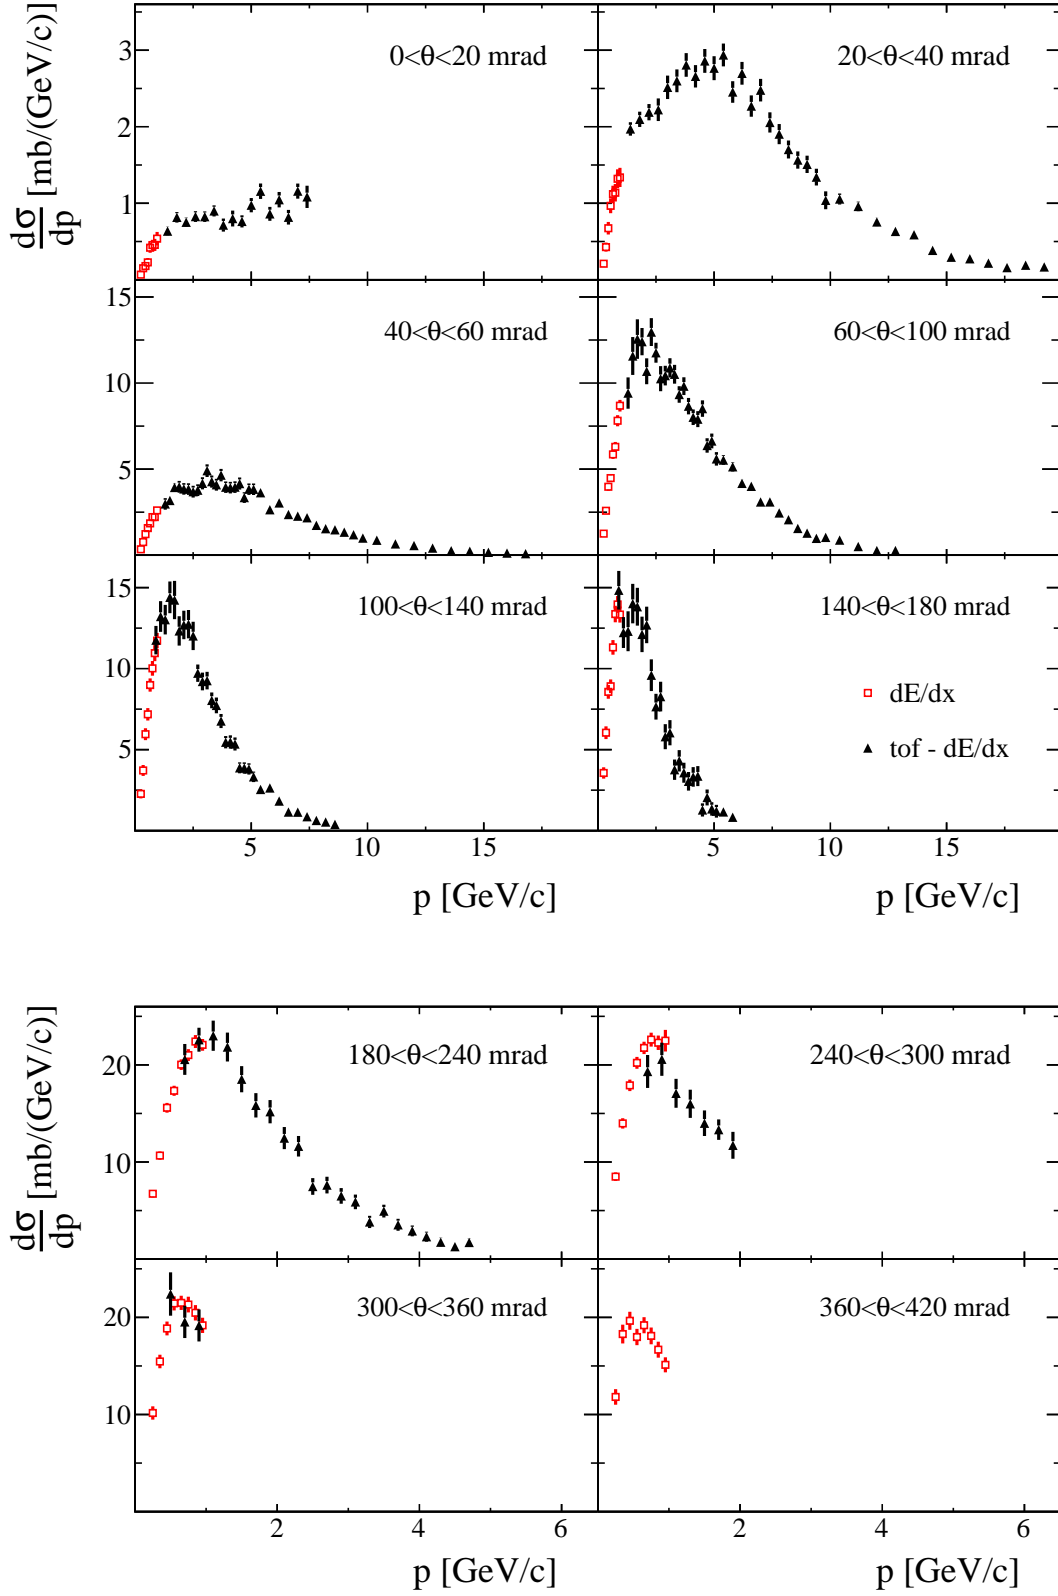 dσ/dp [mb/(GeV/c)]
0<θ<20 mrad
20<θ<40 mrad
3
2
1
40<θ<60 mrad
60<θ<100 mrad
15
10
5
100<θ<140 mrad
140<θ<180 mrad
15
10
5
dE/dx
tof - dE/dx
5 10 15
5 10 15
p [GeV/c]
p [GeV/c]
dσ/dp [mb/(GeV/c)]
180<θ<240 mrad
240<θ<300 mrad
20
10
300<θ<360 mrad
360<θ<420 mrad
20
10
2 4 6
2 4 6
p [GeV/c]
p [GeV/c]